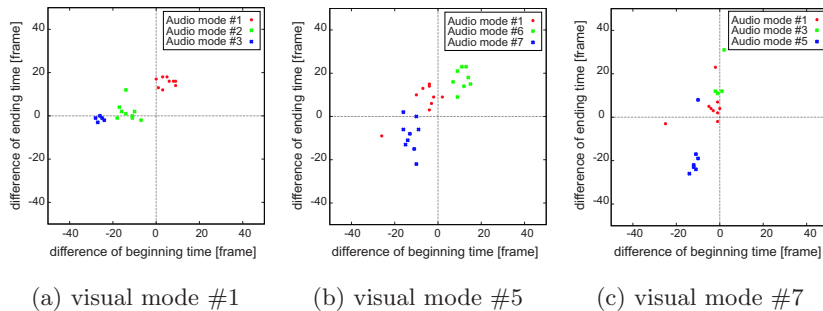 Audio mode #1
Audio mode #2
Audio mode #3
difference of ending time [frame]
40
20
0
-20
-40
-40 -20 0 20 40
difference of beginning time [frame]
(a) visual mode #1
Audio mode #1
Audio mode #6
Audio mode #7
difference of ending time [frame]
40
20
0
-20
-40
-40 -20 0 20 40
difference of beginning time [frame]
(b) visual mode #5
Audio mode #1
Audio mode #3
Audio mode #5
difference of ending time [frame]
40
20
0
-20
-40
-40 -20 0 20 40
difference of beginning time [frame]
(c) visual mode #7